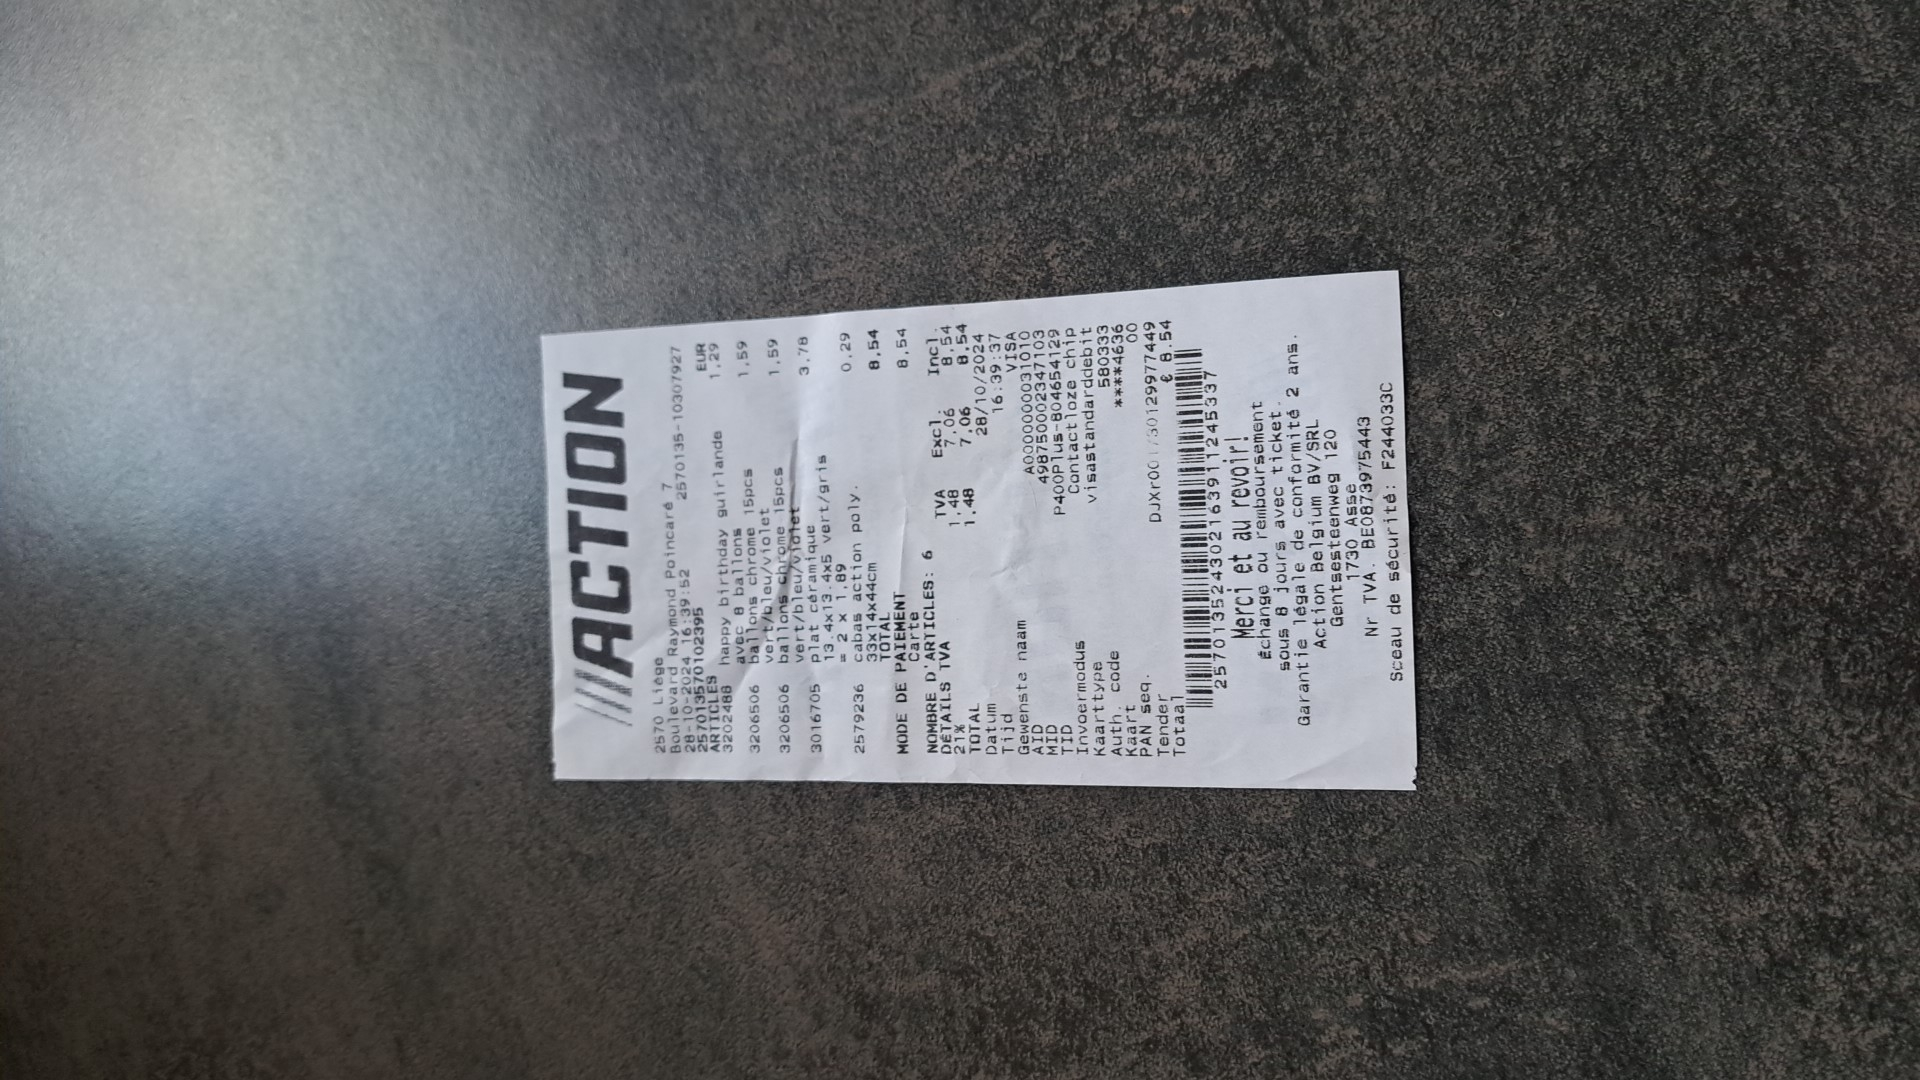 ///ACTION
2570 Liège
Boulevard Raymond Poincaré 7
28-10-2024 16:39:52 2570135-10307927
257013570102395
ARTICLES EUR
3202488 happy birthday guirlande 1,29
avec 8 ballons
3206506 ballons chrome 15pcs 1,59
vert/bleu/violet
3206506 ballons chrome 15pcs 1,59
vert/bleu/violet
3016705 plat céramique 3,78
13.4x13.4x5 vert/gris
= 2 x 1,89
2579236 cabas action poly. 0,29
33x14x44cm
TOTAL 8,54
MODE DE PAIEMENT
Carte 8,54
NOMBRE D'ARTICLES: 6
DÉTAILS TVA TVA Excl. Incl.
21% 1,48 7,06 8,54
TOTAL 1,48 7,06 8,54
Datum 28/10/2024
Tijd 16:39:37
Gewenste naam VISA
AID A0000000031010
MID 498750002347103
TID P400Plus-804654129
Invoermodus Contactloze chip
Kaarttype visastandarddebit
Auth. code 580333
Kaart ****4636
PAN seq. 00
Tender
Totaal € 8.54
2570135243021639112453​37
Merci et au revoir!
Échange ou remboursement
sous 8 jours avec ticket.
Garantie légale de conformité 2 ans.
Action Belgium BV/SRL
Gentsesteenweg 120
1730 Asse
Nr TVA. BE0873975443
Sceau de sécurité: F244033C